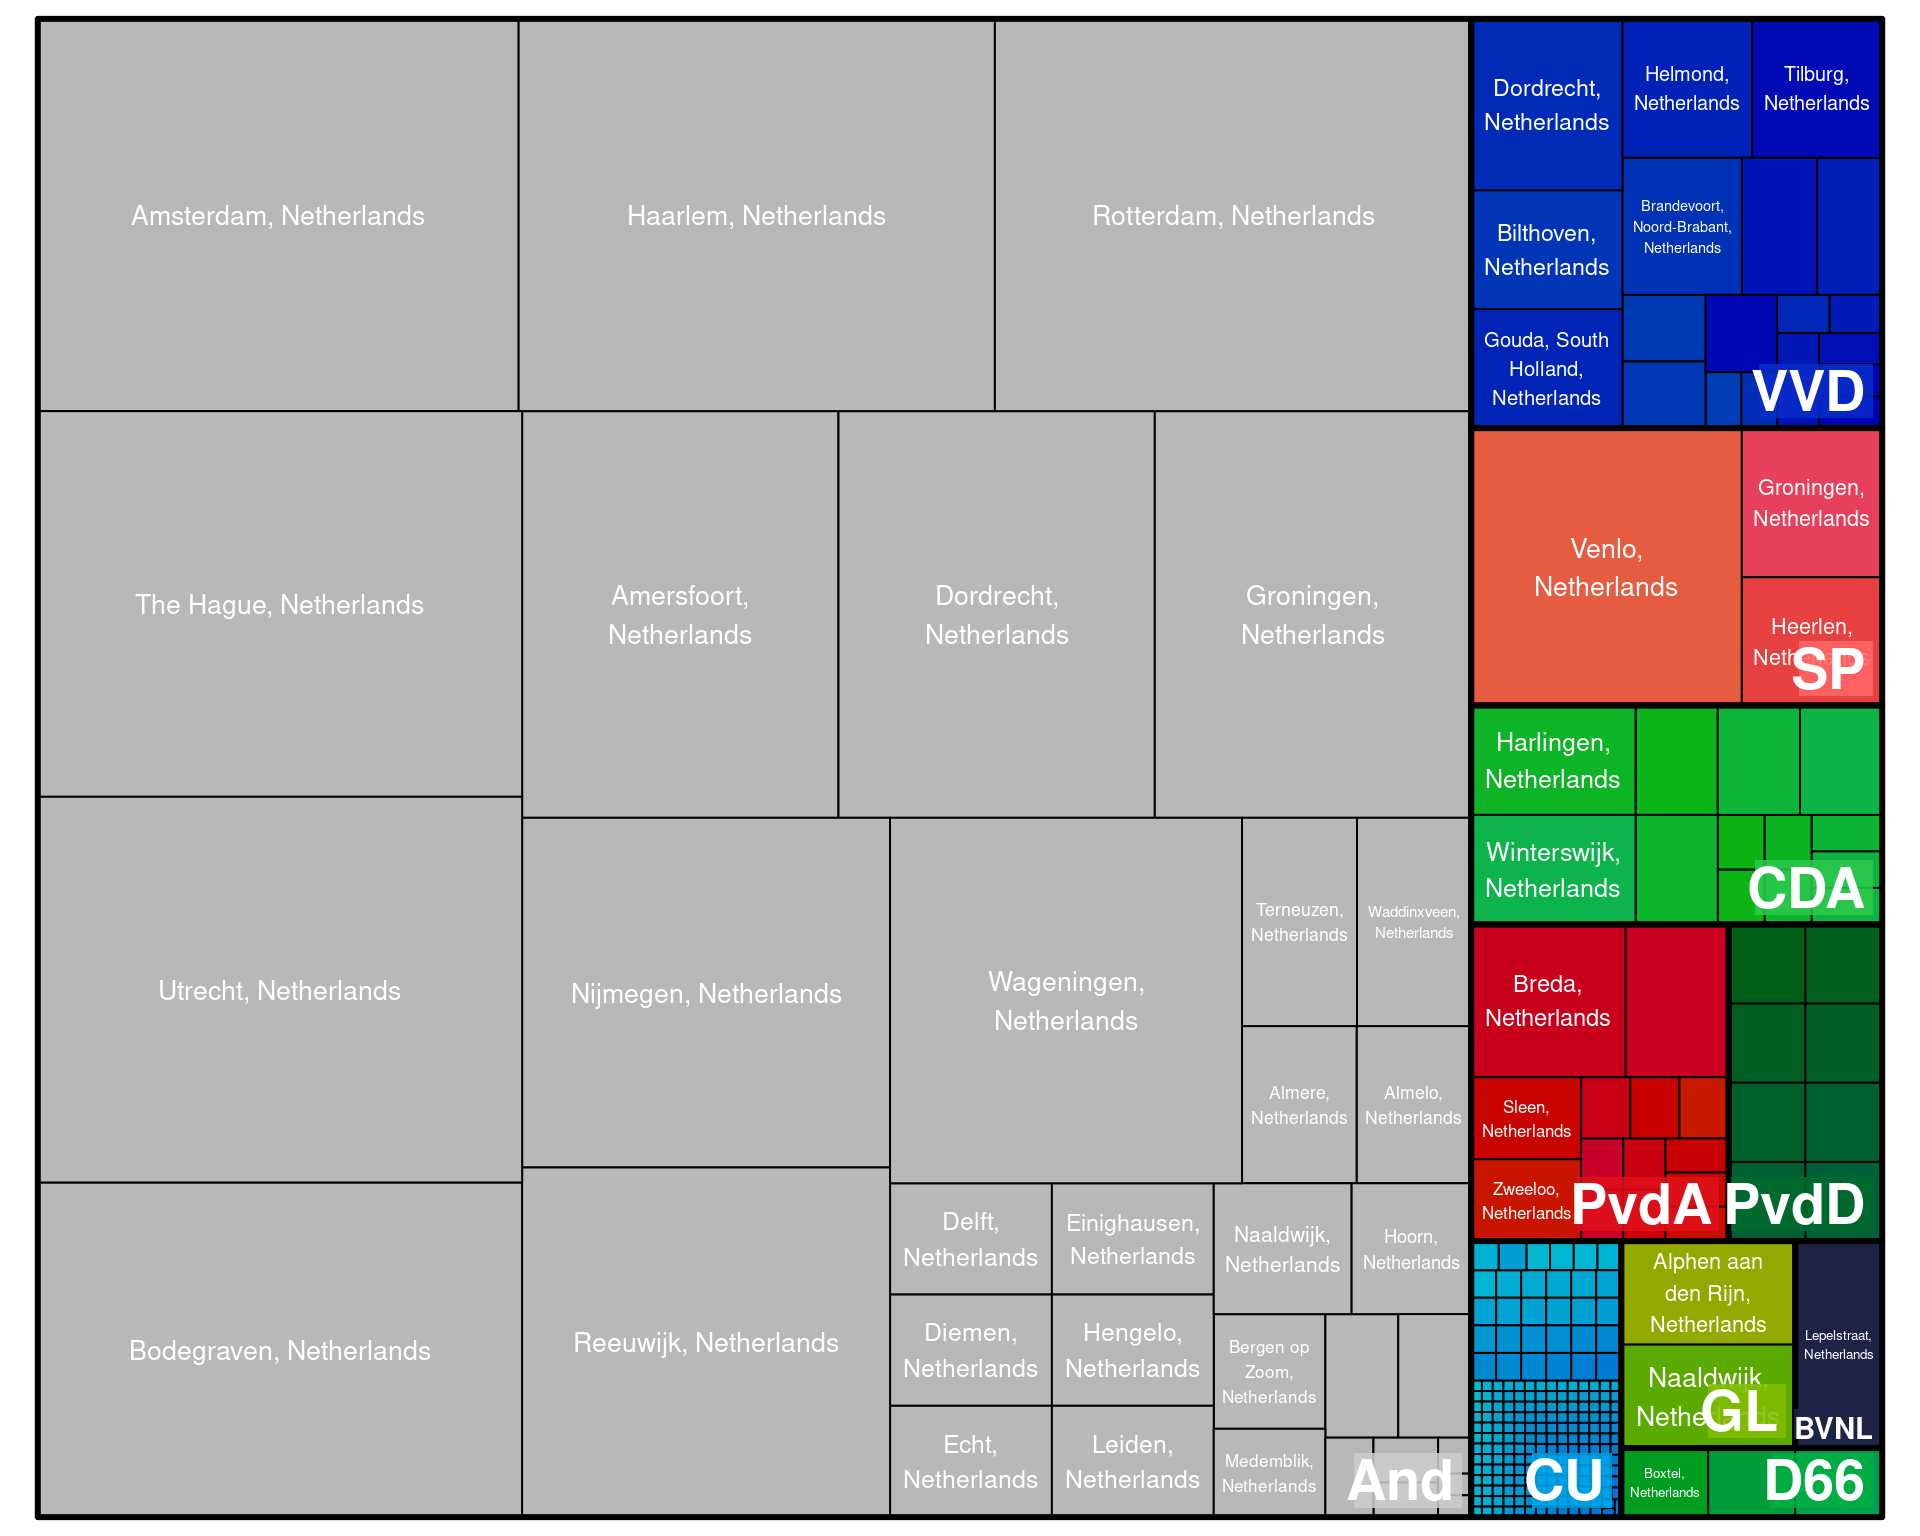 Amsterdam, Netherlands
Haarlem, Netherlands
Rotterdam, Netherlands
The Hague, Netherlands
Amersfoort,
Netherlands
Dordrecht,
Netherlands
Groningen,
Netherlands
Utrecht, Netherlands
Nijmegen, Netherlands
Wageningen,
Netherlands
Terneuzen,
Netherlands
Waddinxveen,
Netherlands
Almere,
Netherlands
Almelo,
Netherlands
Bodegraven, Netherlands
Reeuwijk, Netherlands
Delft,
Netherlands
Einighausen,
Netherlands
Naaldwijk,
Netherlands
Hoorn,
Netherlands
Diemen,
Netherlands
Hengelo,
Netherlands
Bergen op
Zoom,
Netherlands
Echt,
Netherlands
Leiden,
Netherlands
Medemblik,
Netherlands
And
Dordrecht,
Netherlands
Helmond,
Netherlands
Tilburg,
Netherlands
Bilthoven,
Netherlands
Brandevoort,
Noord-Brabant,
Netherlands
Gouda, South
Holland,
Netherlands
VVD
Venlo,
Netherlands
Groningen,
Netherlands
Heerlen,
Netherlands
SP
Harlingen,
Netherlands
Winterswijk,
Netherlands
CDA
Breda,
Netherlands
Sleen,
Netherlands
Zweeloo,
Netherlands
PvdA
PvdD
CU
Alphen aan
den Rijn,
Netherlands
Naaldwijk,
Netherlands
GL
Lepelstraat,
Netherlands
BVNL
Boxtel,
Netherlands
D66